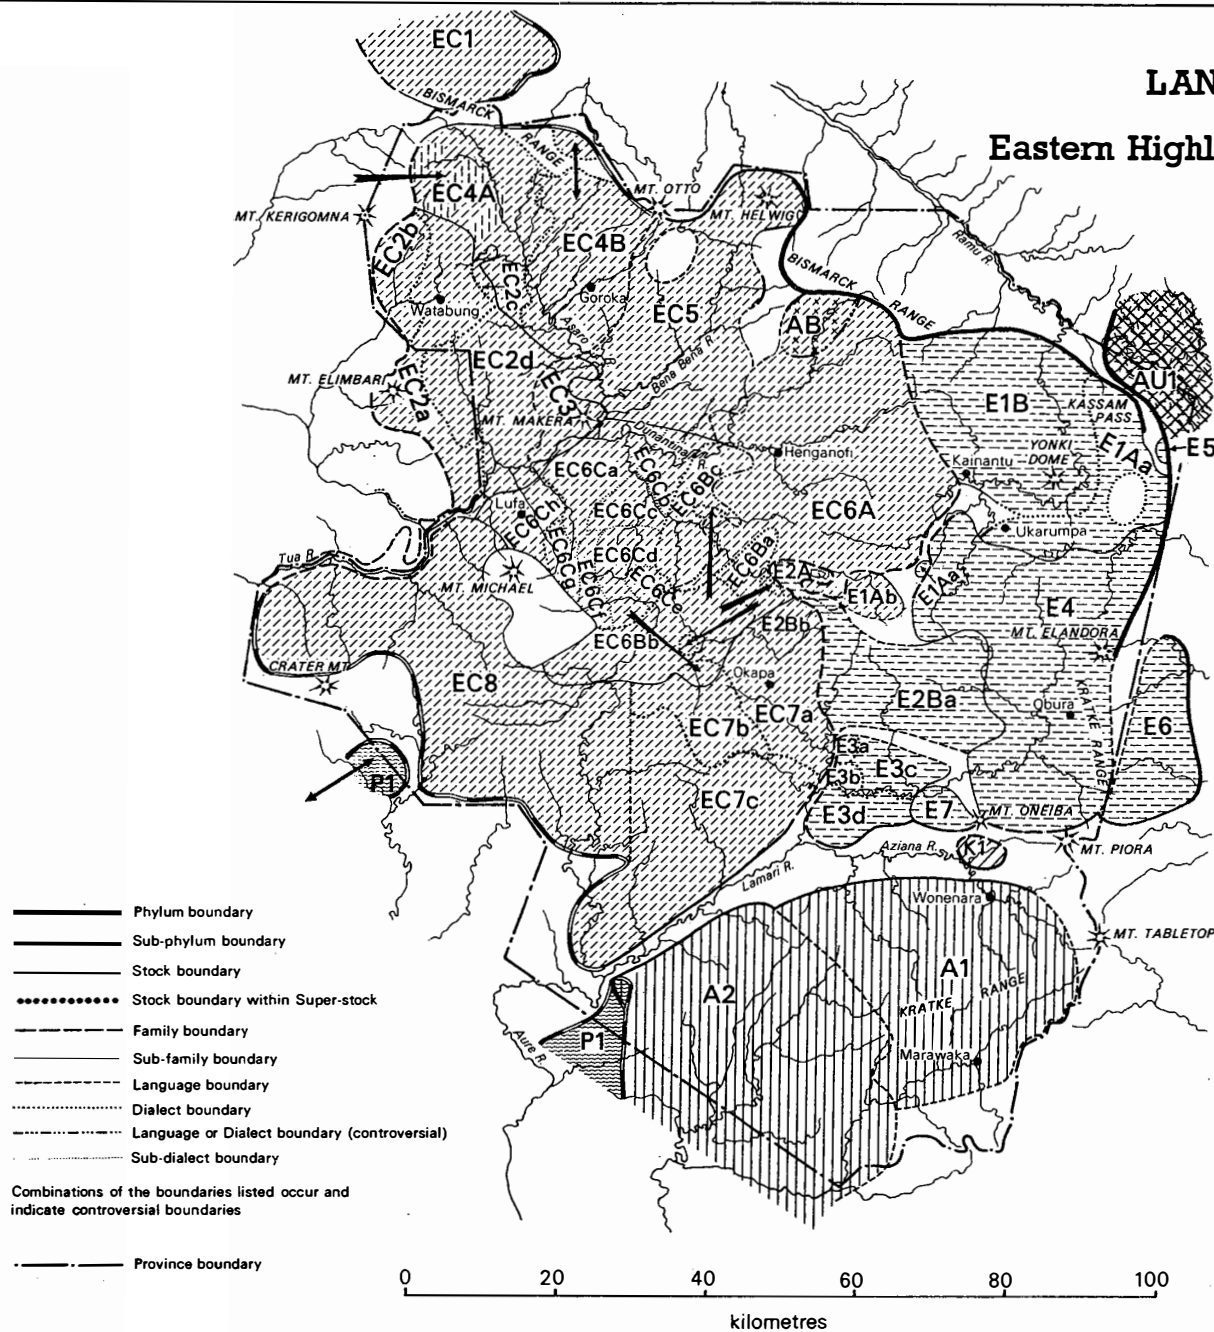 LAN
Eastern Highl
EC1
BISMARCK
RANGE
EC4A
MT. OTTO
MT. HELWIG
MT. KERIGOMNA
EC2b
EC4B
Ramu R.
EC2c
Goroka
BISMARCK
RANGE
Watabung
EC5
AB
Asaro
EC2d
Bena Bena R.
AU1
MT. ELIMBARI
EC2a
EC3
E1B
KASSAM
PASS
MT. MAKERA
YONKI
DOME
E1Aa
E5
R.
Henganofi
Kainantu
EC6Ca
EC6Cb
EC6Bc
Lufa
EC6Cc
EC6A
Ukarumpa
EC6Ch
EC6Cg
EC6Cd
EC6Ba
Tua R.
MT. MICHAEL
EC6Cf
EC6Ce
E2A
E1Ab
E1Aa
E4
E2Bb
MT. ELANDORA
EC6Bb
CRATER MT.
EC8
Okapa
E2Ba
Obura
KRATKE RANGE
E6
EC7b
EC7a
E3a
E3c
E3b
P1
EC7c
E3d
E7
MT. ONEIBA
Aziana R.
K1
MT. PIORA
Lamari R.
Wonenara
MT. TABLETOP
A1
A2
KRATKE
RANGE
P1
Aure R.
Marawaka
Phylum boundary
Sub-phylum boundary
Stock boundary
Stock boundary within Super-stock
Family boundary
Sub-family boundary
Language boundary
Dialect boundary
Language or Dialect boundary (controversial)
Sub-dialect boundary
Combinations of the boundaries listed occur and
indicate controversial boundaries
Province boundary
0 20 40 60 80 100
kilometres